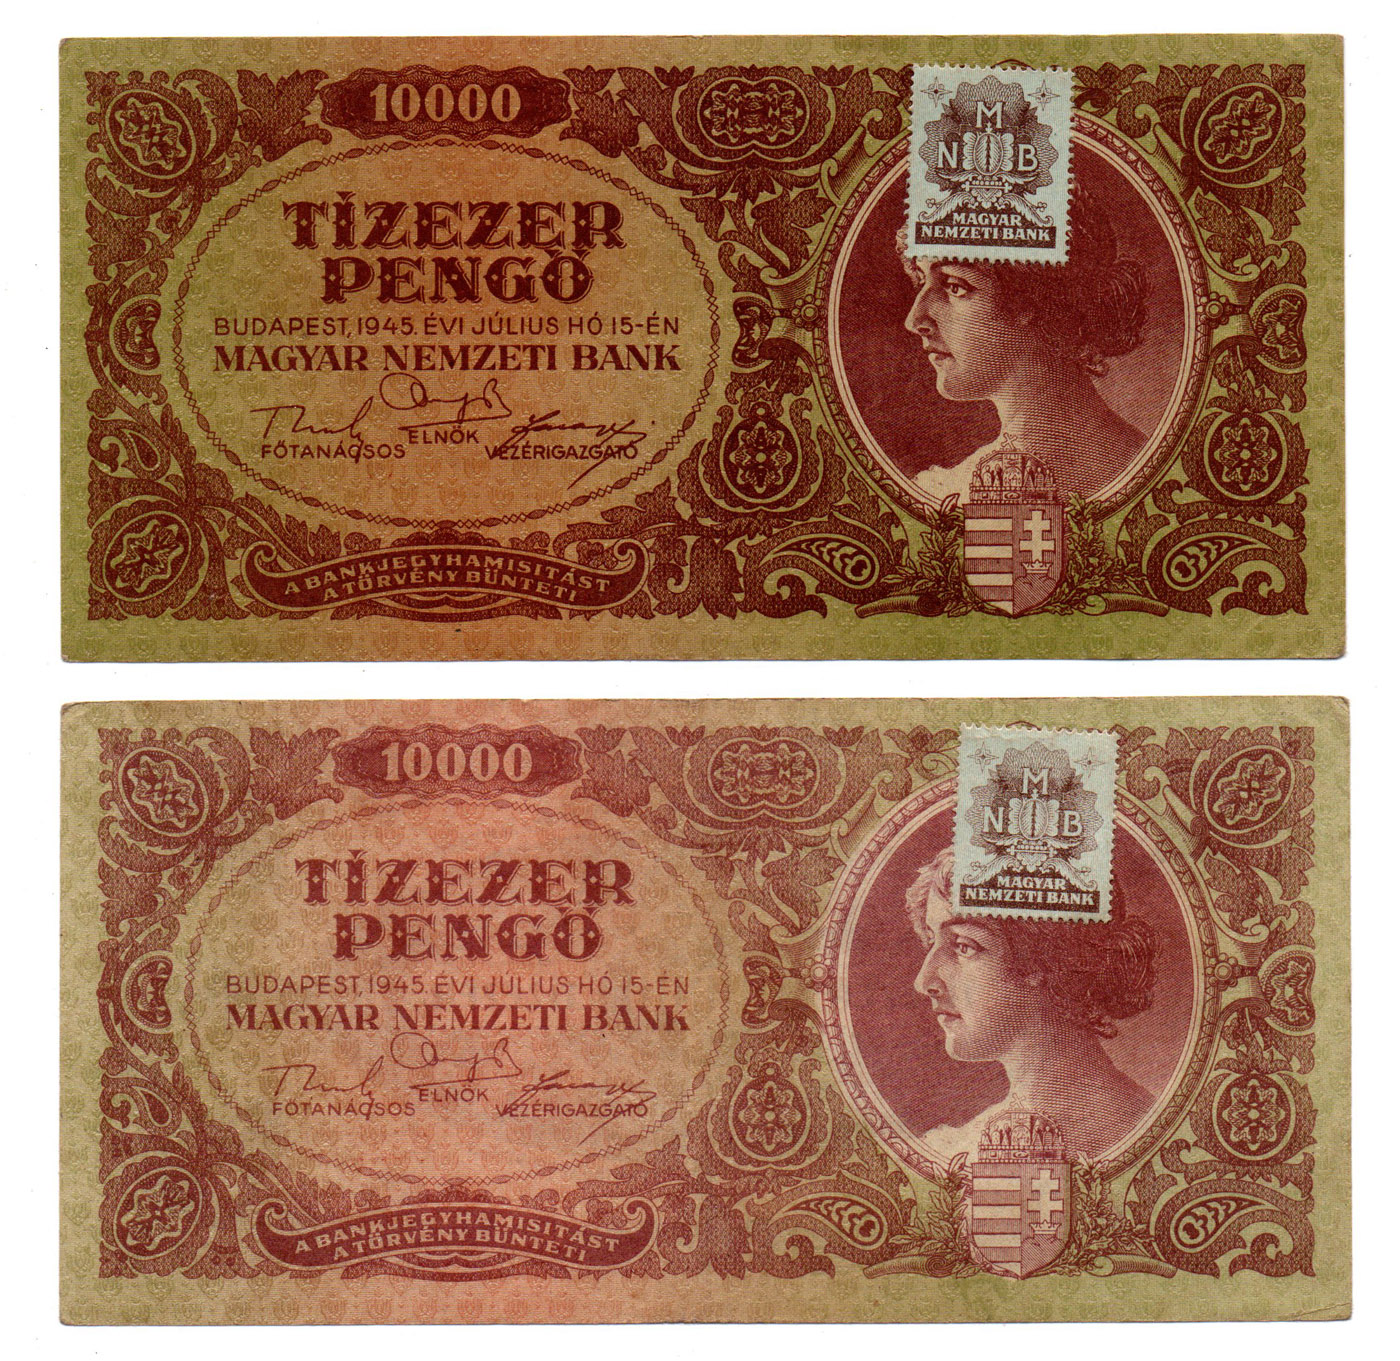 10000
TÍZEZER
PENGŐ
BUDAPEST, 1945. ÉVI JÚLIUS HÓ 15-ÉN
MAGYAR NEMZETI BANK
ELNÖK
FŐTANÁCSOS
VEZÉRIGAZGATÓ
A BANKJEGYHAMISITÁST
A TÖRVÉNY BÜNTETI
M
N B
MAGYAR
NEMZETI BANK
10000
TÍZEZER
PENGŐ
BUDAPEST, 1945. ÉVI JÚLIUS HÓ 15-ÉN
MAGYAR NEMZETI BANK
ELNÖK
FŐTANÁCSOS
VEZÉRIGAZGATÓ
A BANKJEGYHAMISITÁST
A TÖRVÉNY BÜNTETI
M
N B
MAGYAR
NEMZETI BANK